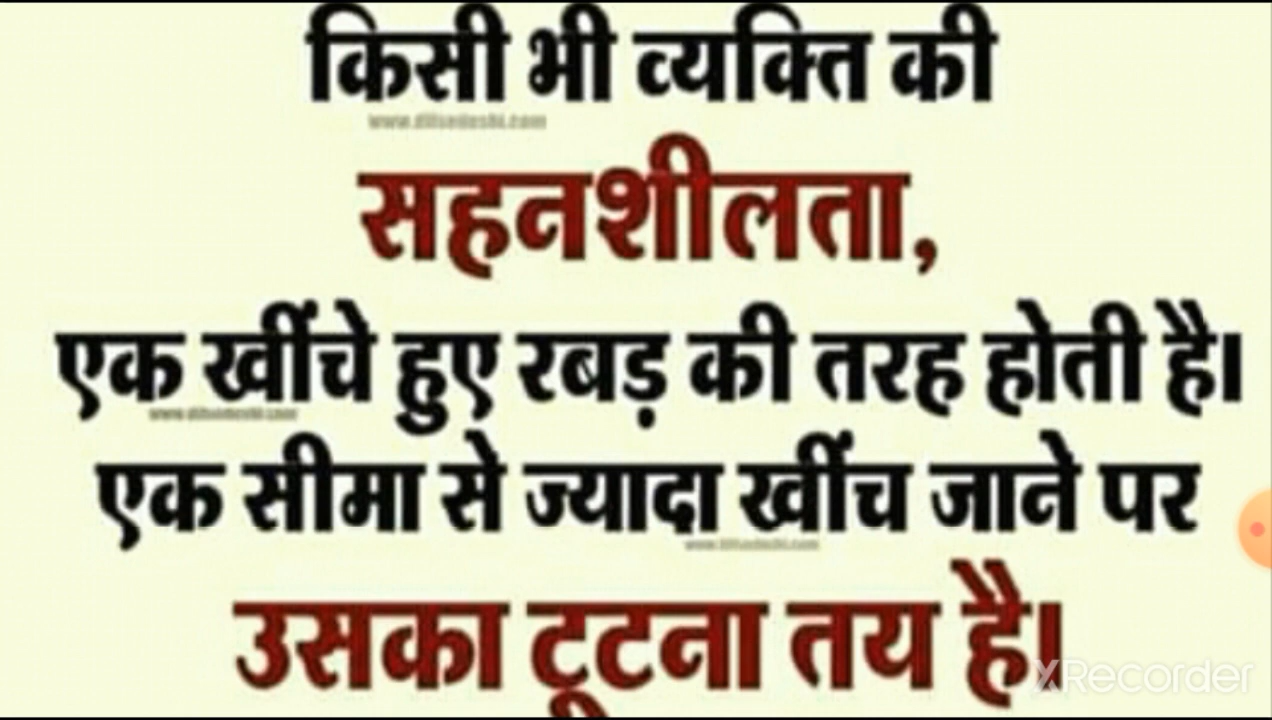 किसी भी व्यक्ति की
सहनशीलता,
एक खींचे हुए रबड़ की तरह होती है।
एक सीमा से ज्यादा खींच जाने पर
उसका टूटना तय है।
XRecorder